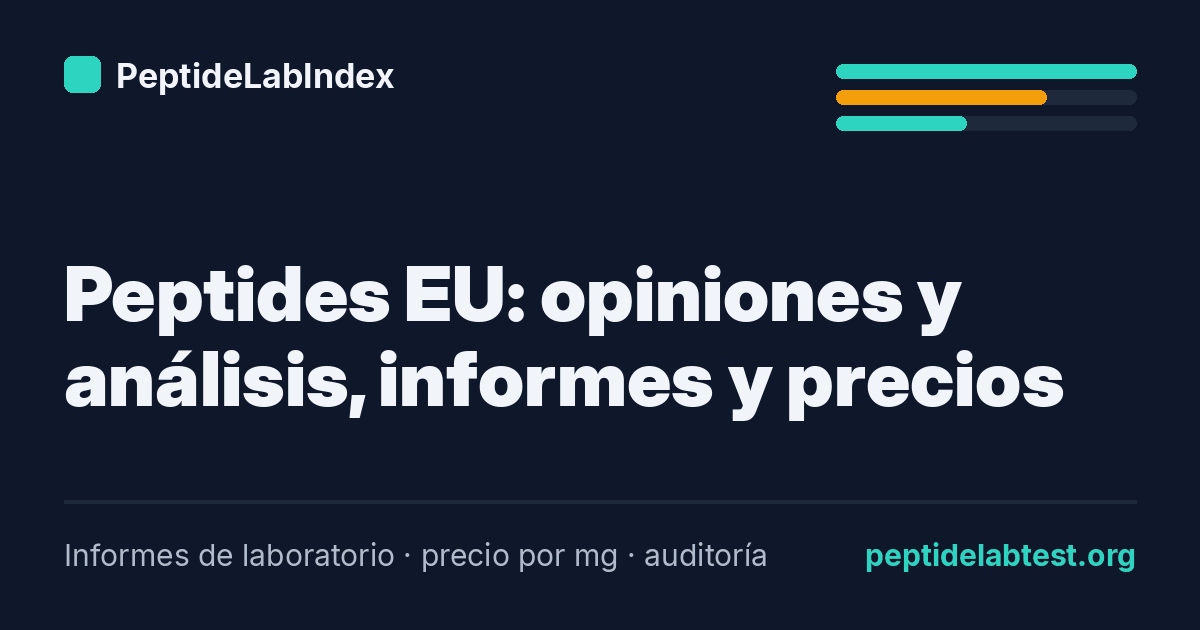 PeptideLabIndex
Peptides EU: opiniones y
análisis, informes y precios
Informes de laboratorio · precio por mg · auditoría
peptidelabtest.org